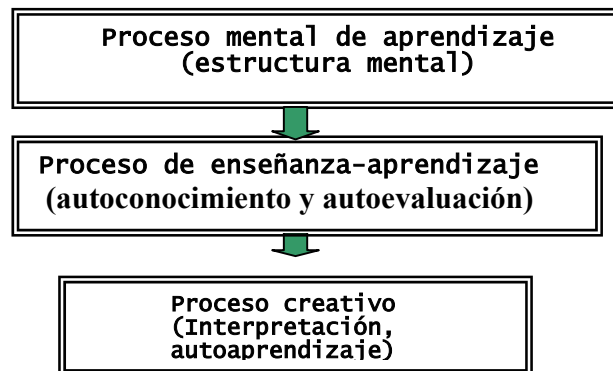 Proceso mental de aprendizaje
(estructura mental)
Proceso de enseñanza-aprendizaje
(autoconocimiento y autoevaluación)
Proceso creativo
(Interpretación,
autoaprendizaje)